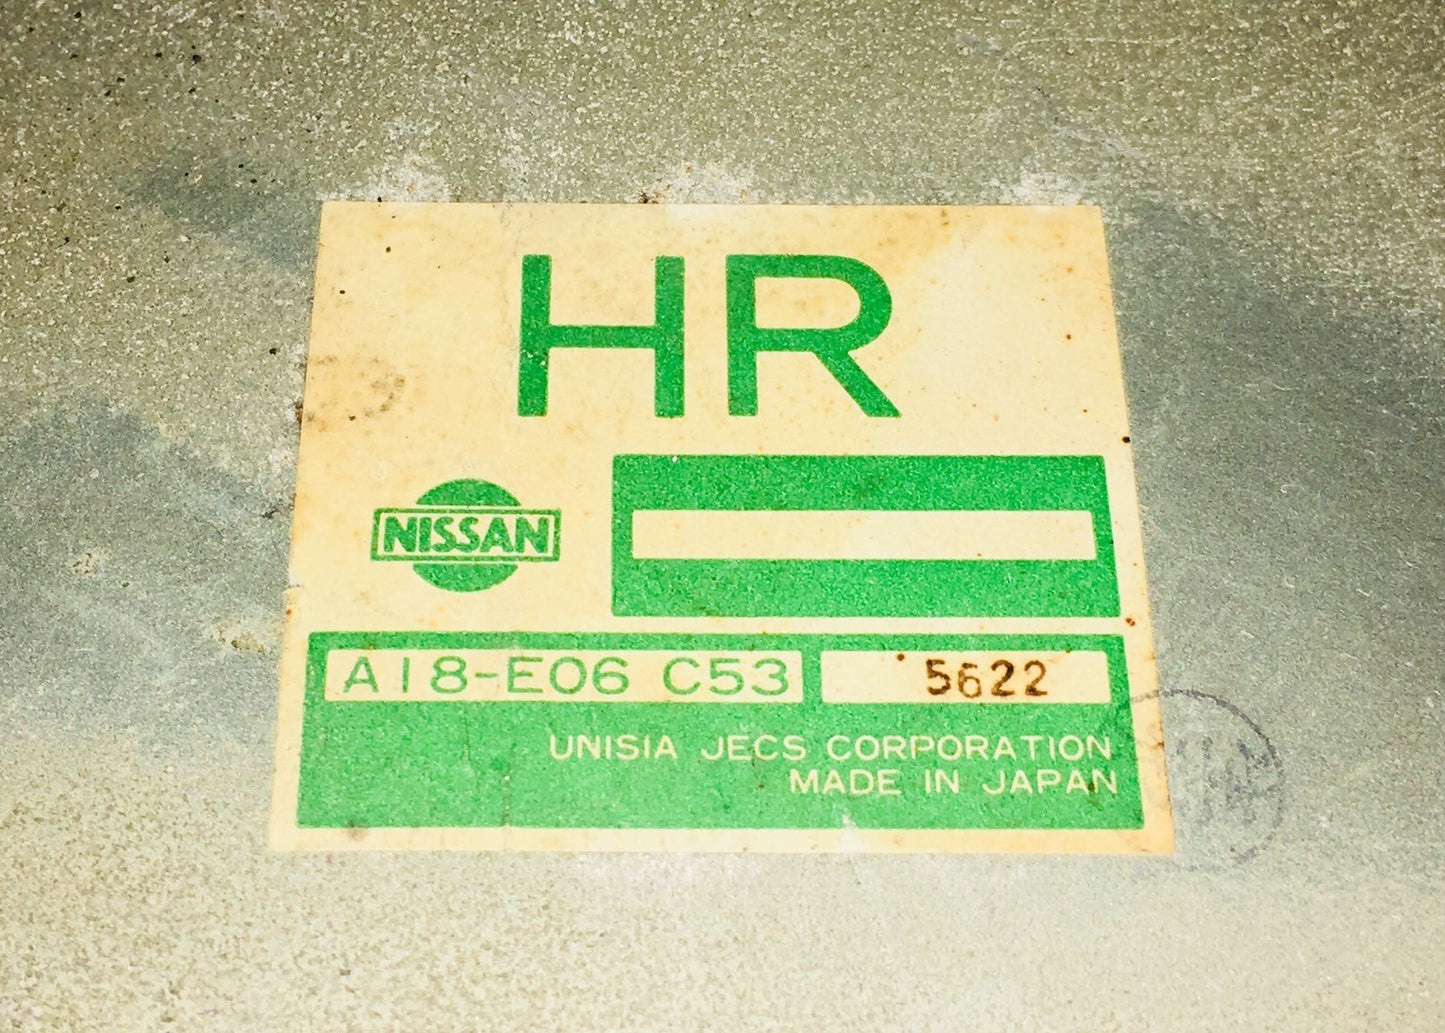 HR
NISSAN
A18-E06 C53 5622
UNISIA JECS CORPORATION
MADE IN JAPAN